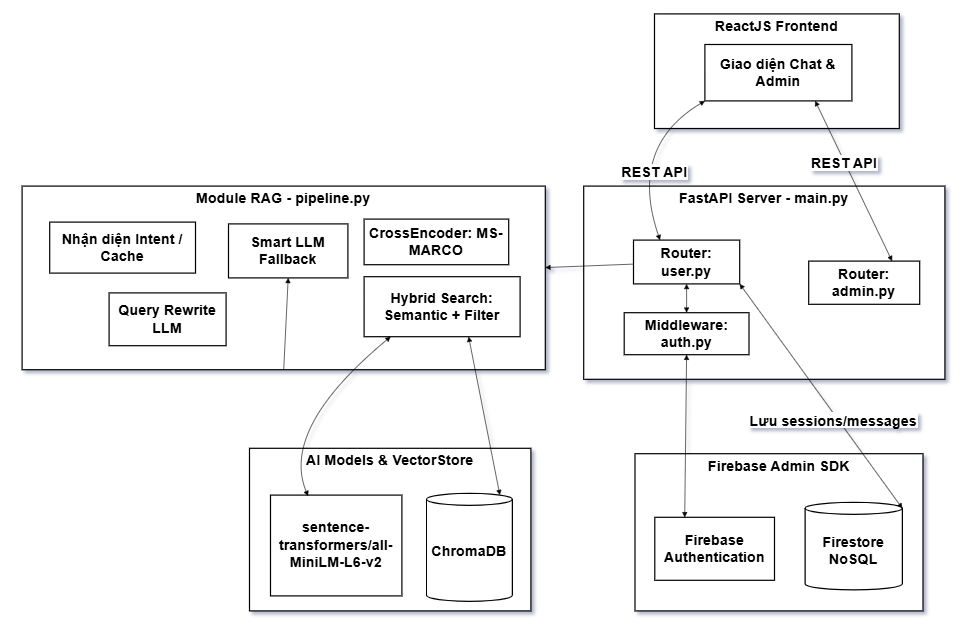 ReactJS Frontend
Giao diện Chat &
Admin
REST API
REST API
Module RAG - pipeline.py
Nhận diện Intent /
Cache
Smart LLM
Fallback
CrossEncoder: MS-
MARCO
Query Rewrite
LLM
Hybrid Search:
Semantic + Filter
FastAPI Server - main.py
Router:
user.py
Router:
admin.py
Middleware:
auth.py
Lưu sessions/messages
AI Models & VectorStore
sentence-
transformers/all-
MiniLM-L6-v2
ChromaDB
Firebase Admin SDK
Firebase
Authentication
Firestore
NoSQL